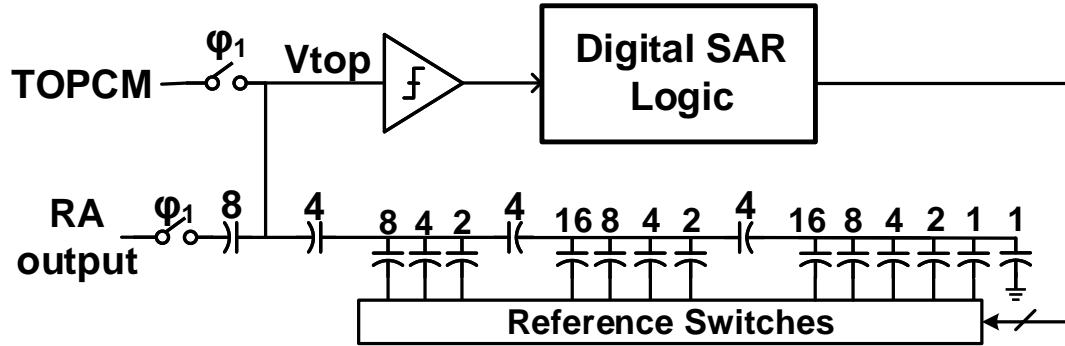 φ1
Vtop
TOPCM
Digital SAR
Logic
RA
output
φ1
8
4
8 4 2
4
16 8 4 2
4
16 8 4 2 1 1
Reference Switches